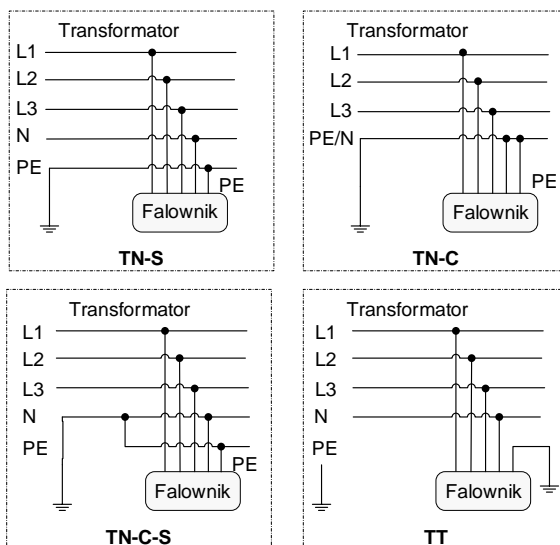 Transformator
L1
L2
L3
N
PE
PE
Falownik
TN-S
Transformator
L1
L2
L3
PE/N
PE
Falownik
TN-C
Transformator
L1
L2
L3
N
PE
PE
Falownik
TN-C-S
Transformator
L1
L2
L3
N
PE
Falownik
TT